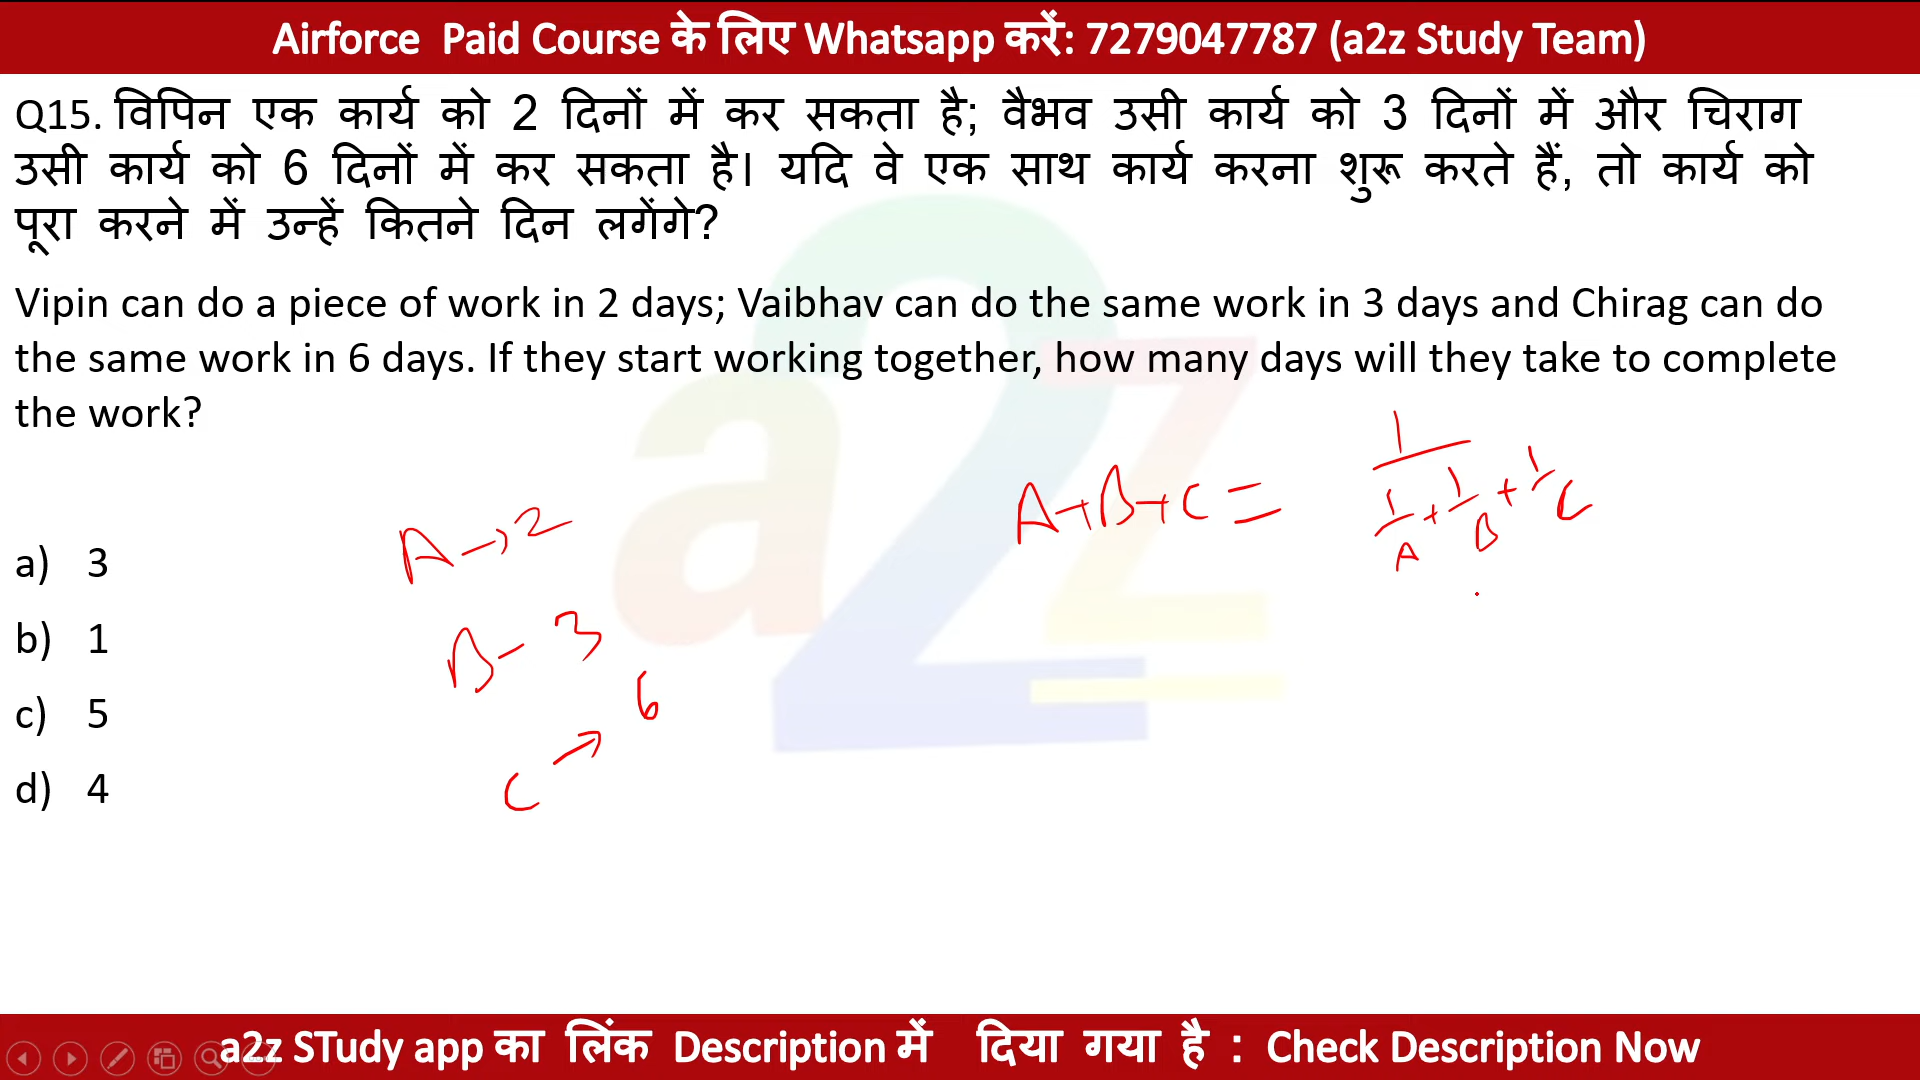 Airforce Paid Course के लिए Whatsapp करें: 7279047787 (a2z Study Team)
Q15. विपिन एक कार्य को 2 दिनों में कर सकता है; वैभव उसी कार्य को 3 दिनों में और चिराग
उसी कार्य को 6 दिनों में कर सकता है। यदि वे एक साथ कार्य करना शुरू करते हैं, तो कार्य को
पूरा करने में उन्हें कितने दिन लगेंगे?
Vipin can do a piece of work in 2 days; Vaibhav can do the same work in 3 days and Chirag can do
the same work in 6 days. If they start working together, how many days will they take to complete
the work?
a2z
A+B+C = 1/(1/A + 1/B + 1/C)
A → 2
B - 3
C → 6
a) 3
b) 1
c) 5
d) 4
a2z STudy app का लिंक Description में दिया गया है : Check Description Now